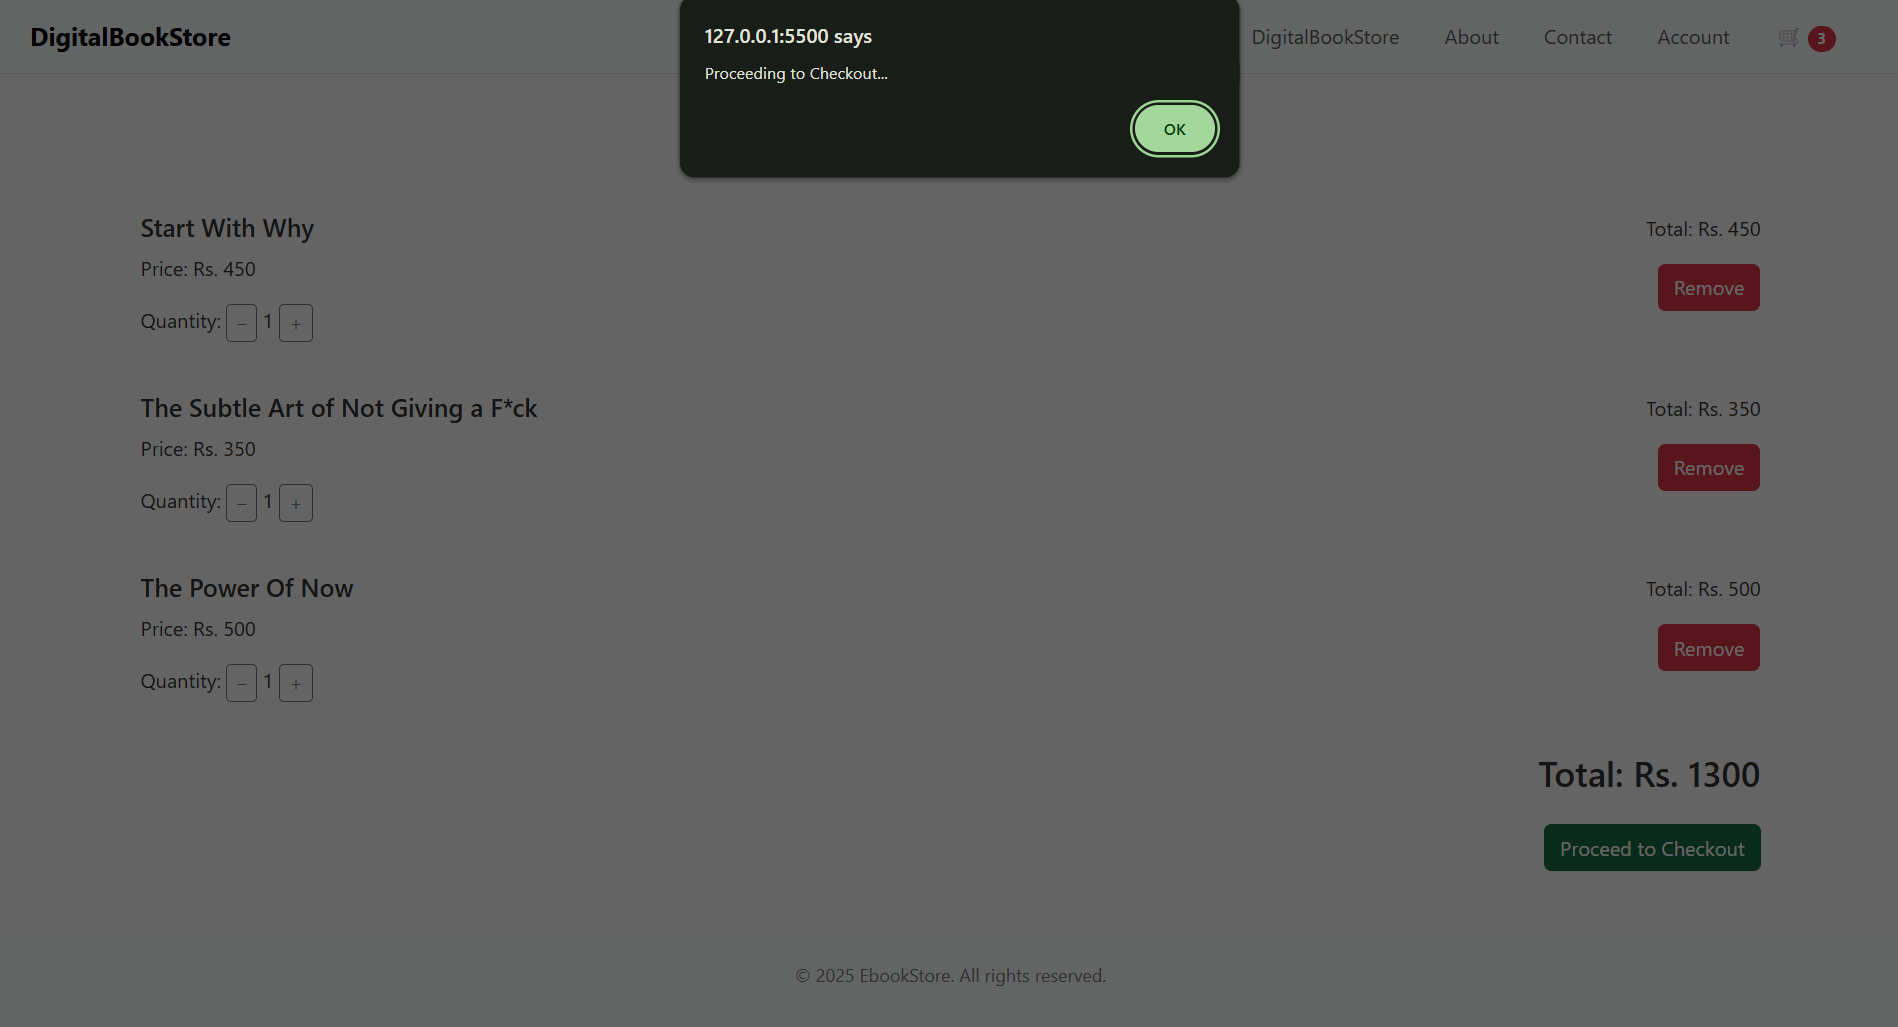 DigitalBookStore
127.0.0.1:5500 says
Proceeding to Checkout...
OK
DigitalBookStore About Contact Account 🛒 3
Start With Why
Total: Rs. 450
Price: Rs. 450
Remove
Quantity: – 1 +
The Subtle Art of Not Giving a F*ck
Total: Rs. 350
Price: Rs. 350
Remove
Quantity: – 1 +
The Power Of Now
Total: Rs. 500
Price: Rs. 500
Remove
Quantity: – 1 +
Total: Rs. 1300
Proceed to Checkout
© 2025 EbookStore. All rights reserved.